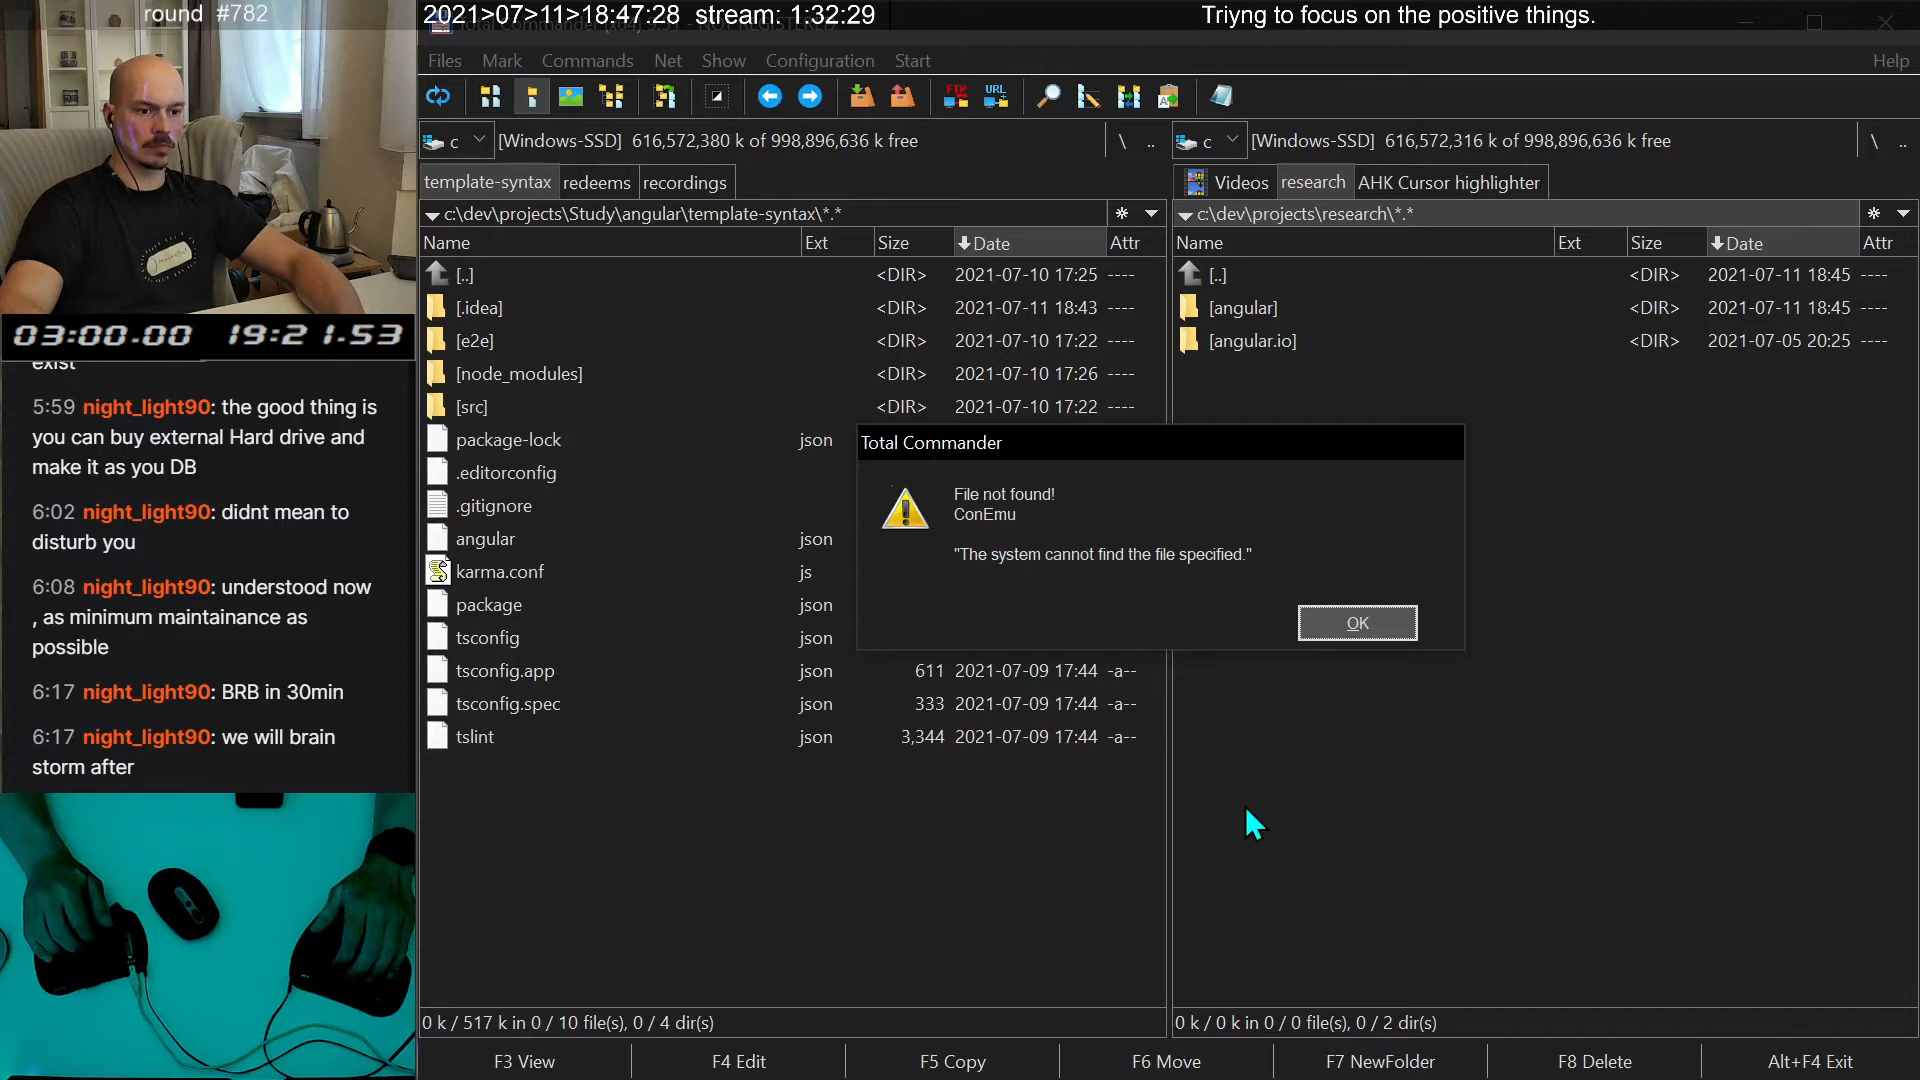 round #782
2021>07>11>18:47:28 stream: 1:32:29
Triyng to focus on the positive things.
Files Mark Commands Net Show Configuration Start Help
FTP URL
c [Windows-SSD] 616,572,380 k of 998,896,636 k free \ ..
c [Windows-SSD] 616,572,316 k of 998,896,636 k free \ ..
template-syntax redeems recordings
Videos research AHK Cursor highlighter
c:\dev\projects\Study\angular\template-syntax\*.* *
c:\dev\projects\research\*.* *
Name Ext Size Date Attr
[..] <DIR> 2021-07-10 17:25 ----
[.idea] <DIR> 2021-07-11 18:43 ----
[e2e] <DIR> 2021-07-10 17:22 ----
[node_modules] <DIR> 2021-07-10 17:26 ----
[src] <DIR> 2021-07-10 17:22 ----
package-lock json
.editorconfig
.gitignore
angular json
karma.conf js
package json
tsconfig json
tsconfig.app json 611 2021-07-09 17:44 -a--
tsconfig.spec json 333 2021-07-09 17:44 -a--
tslint json 3,344 2021-07-09 17:44 -a--
Name Ext Size Date Attr
[..] <DIR> 2021-07-11 18:45 ----
[angular] <DIR> 2021-07-11 18:45 ----
[angular.io] <DIR> 2021-07-05 20:25 ----
Total Commander
File not found!
ConEmu
"The system cannot find the file specified."
OK
03:00.00 19:21.53
exist
5:59 night_light90: the good thing is
you can buy external Hard drive and
make it as you DB
6:02 night_light90: didnt mean to
disturb you
6:08 night_light90: understood now
, as minimum maintainance as
possible
6:17 night_light90: BRB in 30min
6:17 night_light90: we will brain
storm after
0 k / 517 k in 0 / 10 file(s), 0 / 4 dir(s)
0 k / 0 k in 0 / 0 file(s), 0 / 2 dir(s)
F3 View F4 Edit F5 Copy F6 Move F7 NewFolder F8 Delete Alt+F4 Exit